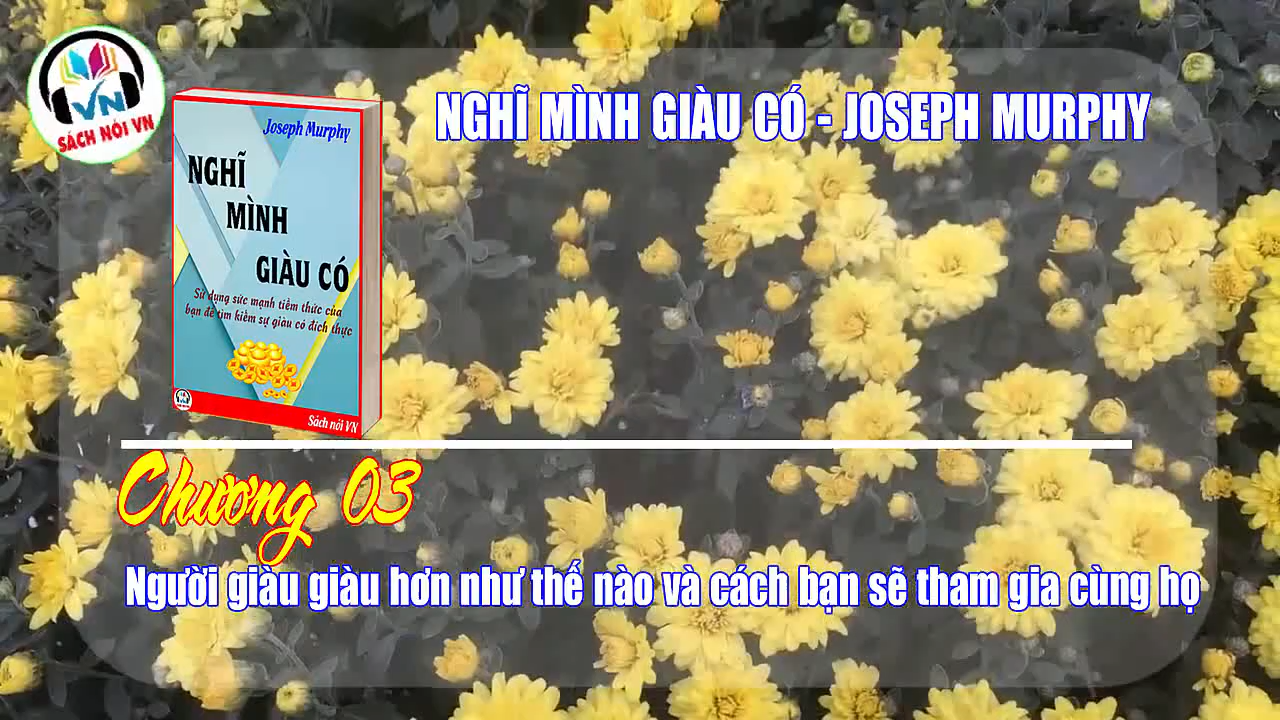 VN
SÁCH NÓI VN
NGHĨ MÌNH GIÀU CÓ - JOSEPH MURPHY
Joseph Murphy
NGHĨ
MÌNH
GIÀU CÓ
Sử dụng sức mạnh tiềm thức của
bạn để tìm kiếm sự giàu có đích thực
Sách nói VN
Chương 03
Người giàu giàu hơn như thế nào và cách bạn sẽ tham gia cùng họ